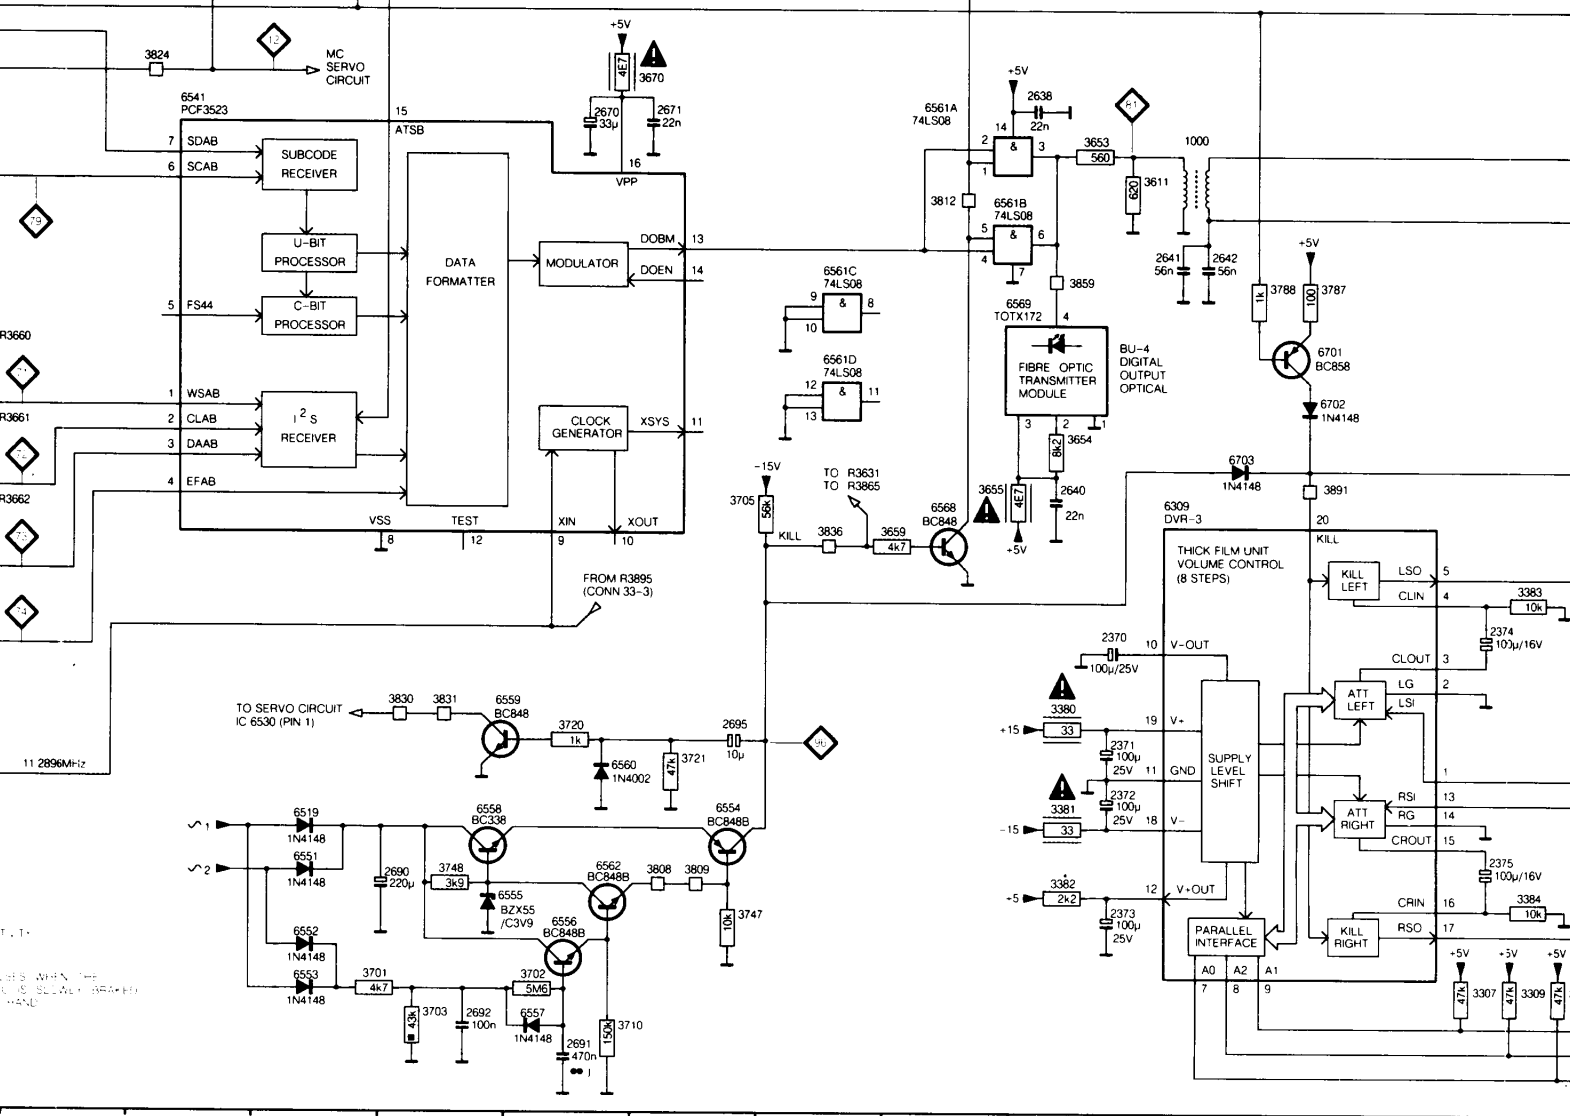 +5V
12
3824
MC
SERVO
CIRCUIT
4E7
3670
2670
33µ
2671
22n
6541
PCF3523
15
ATSB
16
VPP
7 SDAB
6 SCAB
SUBCODE
RECEIVER
79
U-BIT
PROCESSOR
C-BIT
PROCESSOR
5 FS44
DATA
FORMATTER
MODULATOR
DOBM 13
DOEN 14
R3660
1 WSAB
R3661
2 CLAB
3 DAAB
4 EFAB
R3662
I²S
RECEIVER
CLOCK
GENERATOR
XSYS 11
VSS
8
TEST
12
XIN
9
XOUT
10
74
FROM R3895
(CONN 33-3)
11 2896MHz
6561A
74LS08
+5V
2638
22n
14
2
1
&
3
3812
6561B
74LS08
5
4
&
6
7
3653
560
81
3611
620
1000
2641
56n
2642
56n
+5V
3788
1k
3787
100
6701
BC858
6702
1N4148
6561C
74LS08
9
10
&
8
6561D
74LS08
12
13
&
11
3859
6569
TOTX172
4
FIBRE OPTIC
TRANSMITTER
MODULE
BU-4
DIGITAL
OUTPUT
OPTICAL
3
2
1
3654
8k2
3655
4E7
2640
22n
+5V
-15V
3705
56k
TO R3631
TO R3865
KILL
3836
3659
4k7
6568
BC848
6703
1N4148
3891
6309
DVR-3
20
KILL
THICK FILM UNIT
VOLUME CONTROL
(8 STEPS)
KILL
LEFT
LSO 5
CLIN 4
3383
10k
2374
100µ/16V
CLOUT 3
LG 2
LSI
ATT
LEFT
1
2370
100µ/25V
10 V-OUT
3380
+15
33
19 V+
2371
100µ
25V
11 GND
2372
100µ
25V
3381
-15
33
18 V-
SUPPLY
LEVEL
SHIFT
RSI 13
RG 14
CROUT 15
ATT
RIGHT
2375
100µ/16V
3382
+5
2k2
12 V+OUT
2373
100µ
25V
CRIN 16
3384
10k
RSO 17
KILL
RIGHT
PARALLEL
INTERFACE
A0 A2 A1
7 8 9
+5V +5V +5V
47k 3307
47k 3309
47k
TO SERVO CIRCUIT
IC 6530 (PIN 1)
3830 3831
6559
BC848
3720
1k
6560
1N4002
47k
3721
2695
10µ
96
1
2
6519
1N4148
6551
1N4148
2690
220µ
6558
BC338
3748
3k9
6555
BZX55
/C3V9
6562
BC848B
3808 3809
6554
BC848B
10k
3747
6556
BC848B
6552
1N4148
6553
1N4148
3701
4k7
43k
3703
2692
100n
3702
5M6
6557
1N4148
2691
470n
150k
3710